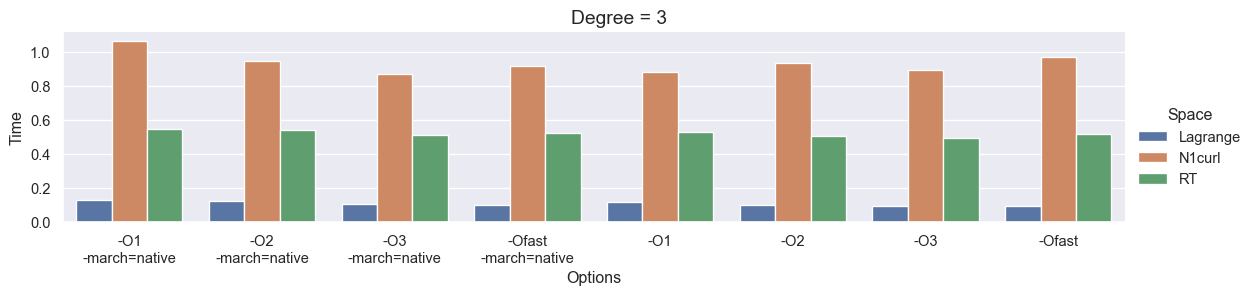 Degree = 3
Time
1.0
0.8
0.6
0.4
0.2
0.0
-O1
-march=native
-O2
-march=native
-O3
-march=native
-Ofast
-march=native
-O1
-O2
-O3
-Ofast
Options
Space
Lagrange
N1curl
RT